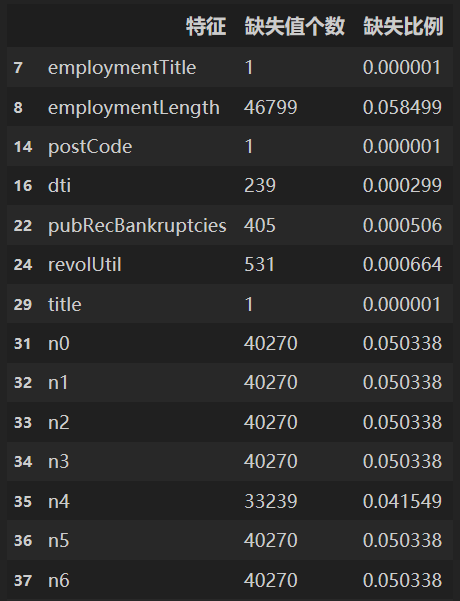 特征 缺失值个数 缺失比例
7 employmentTitle 1 0.000001
8 employmentLength 46799 0.058499
14 postCode 1 0.000001
16 dti 239 0.000299
22 pubRecBankruptcies 405 0.000506
24 revolUtil 531 0.000664
29 title 1 0.000001
31 n0 40270 0.050338
32 n1 40270 0.050338
33 n2 40270 0.050338
34 n3 40270 0.050338
35 n4 33239 0.041549
36 n5 40270 0.050338
37 n6 40270 0.050338